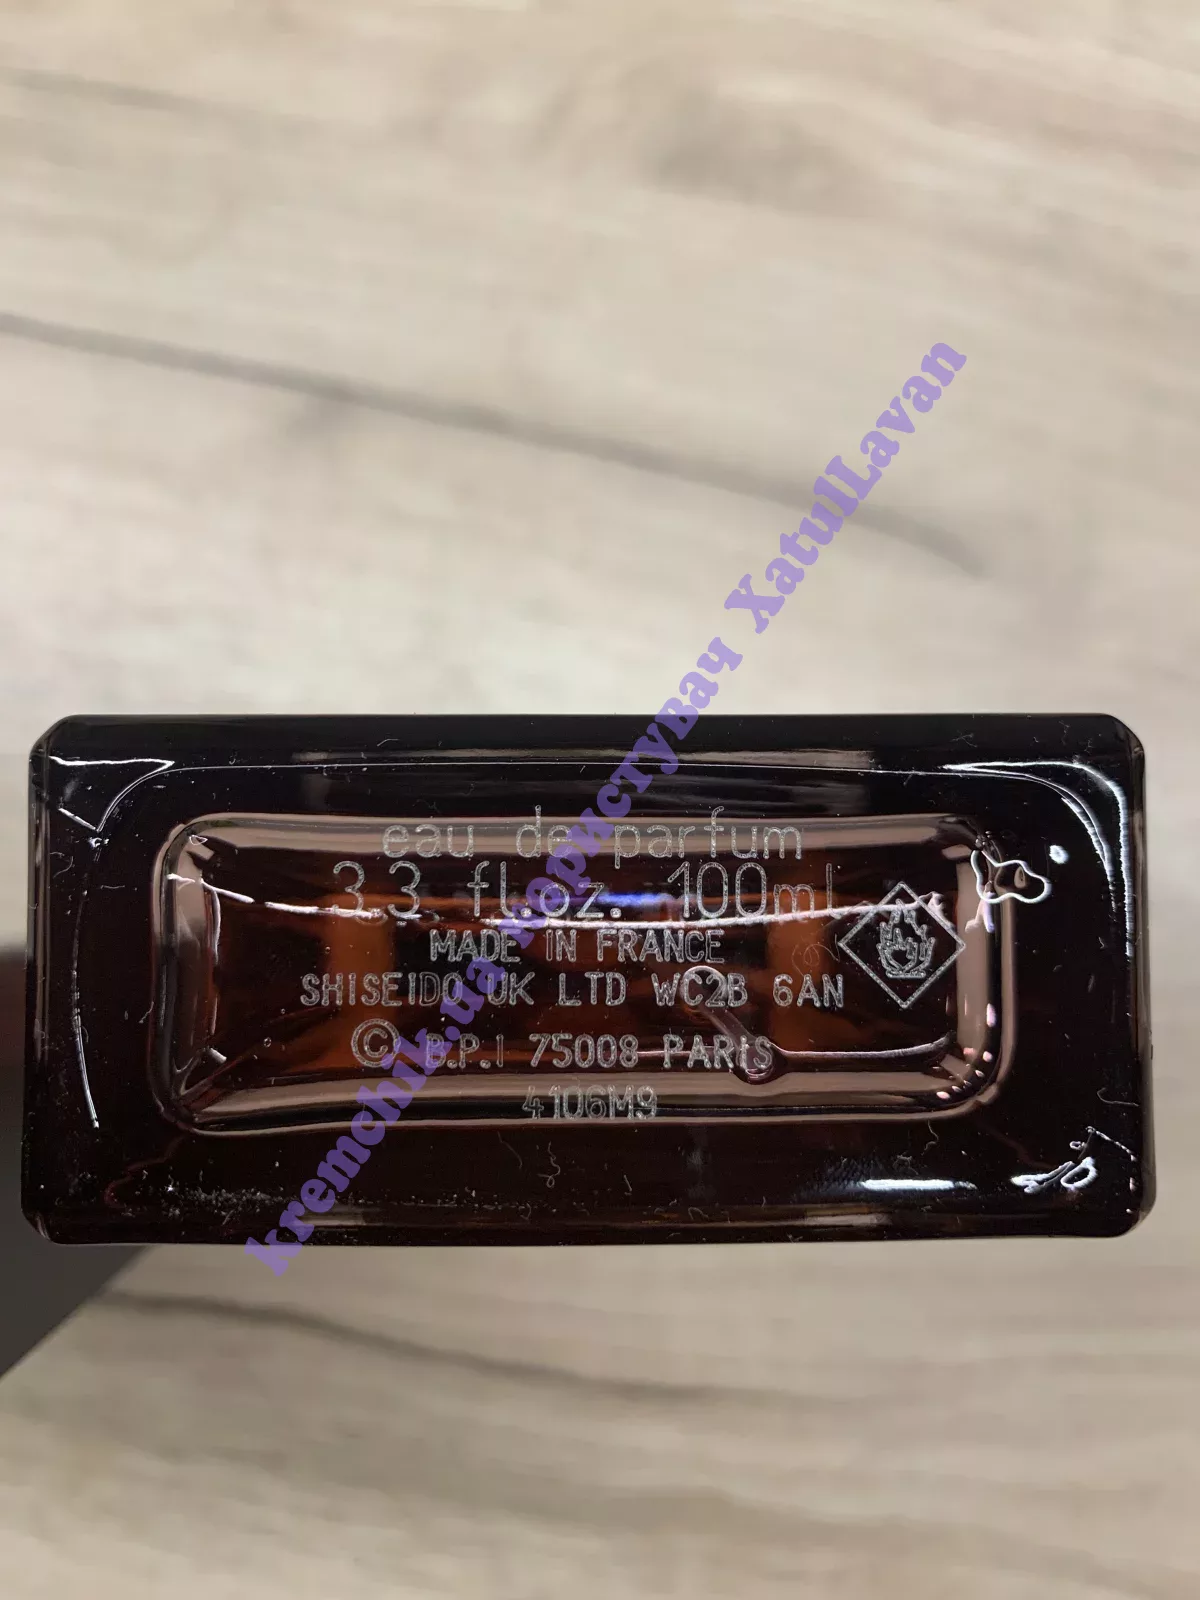 eau de parfum
3.3. fl.oz. 100ml
MADE IN FRANCE
SHISEIDO UK LTD WC2B 6AN
© B.P.I 75008 PARIS
4106M9
kremchik.ua користувач XatulLavan